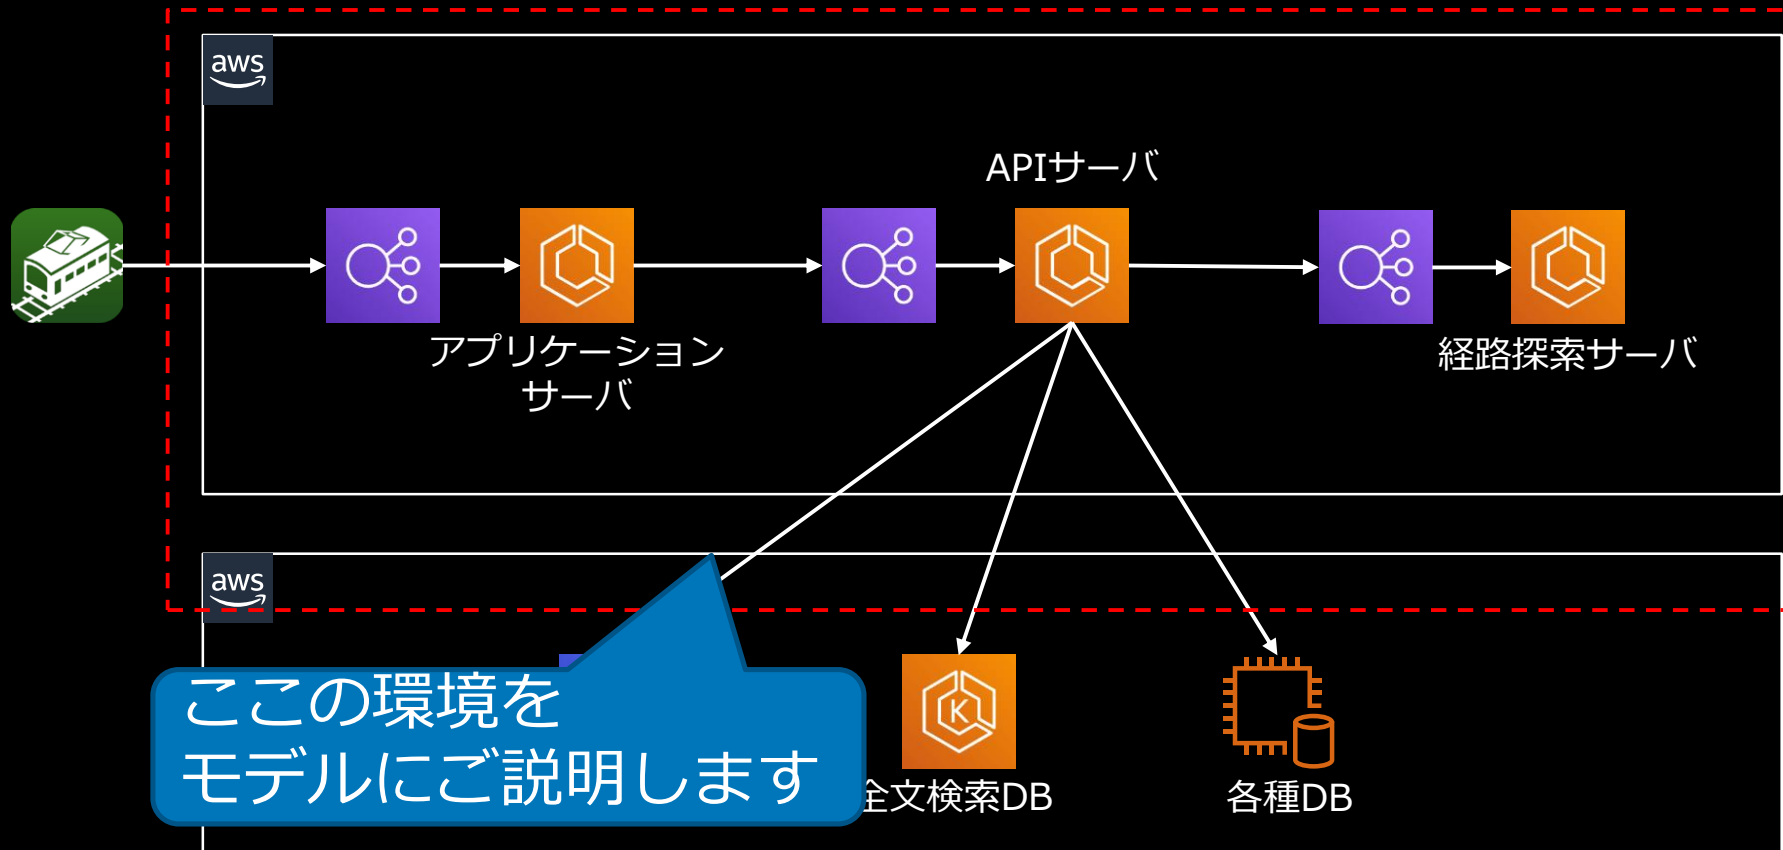 aws
APIサーバ
アプリケーション
サーバ
経路探索サーバ
aws
ここの環境を
モデルにご説明します
K
全文検索DB
各種DB